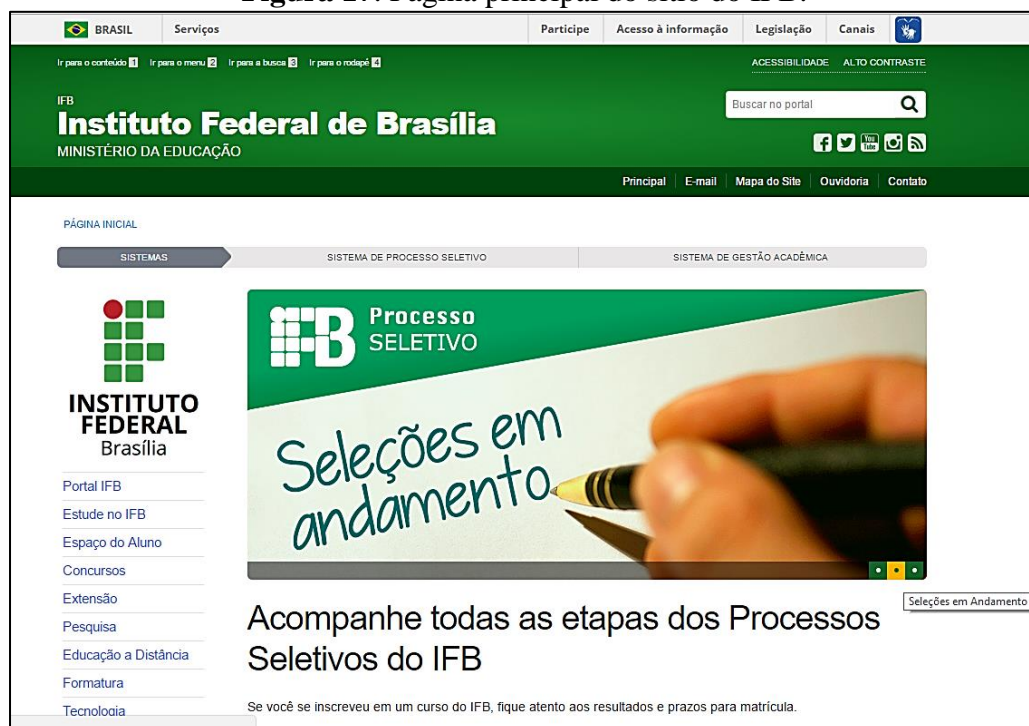 Página principal do sítio do IFB.
BRASIL Serviços Participe Acesso à informação Legislação Canais
Ir para o conteúdo 1 Ir para o menu 2 Ir para a busca 3 Ir para o rodapé 4 ACESSIBILIDADE ALTO CONTRASTE
IFB
Instituto Federal de Brasília
MINISTÉRIO DA EDUCAÇÃO
Buscar no portal
You Tube
Principal E-mail Mapa do Site Ouvidoria Contato
PÁGINA INICIAL
SISTEMAS SISTEMA DE PROCESSO SELETIVO SISTEMA DE GESTÃO ACADÊMICA
INSTITUTO
FEDERAL
Brasília
Portal IFB
Estude no IFB
Espaço do Aluno
Concursos
Extensão
Pesquisa
Educação a Distância
Formatura
Tecnologia
IFB Processo
SELETIVO
Seleções em
andamento
Seleções em Andamento
Acompanhe todas as etapas dos Processos
Seletivos do IFB
Se você se inscreveu em um curso do IFB, fique atento aos resultados e prazos para matrícula.